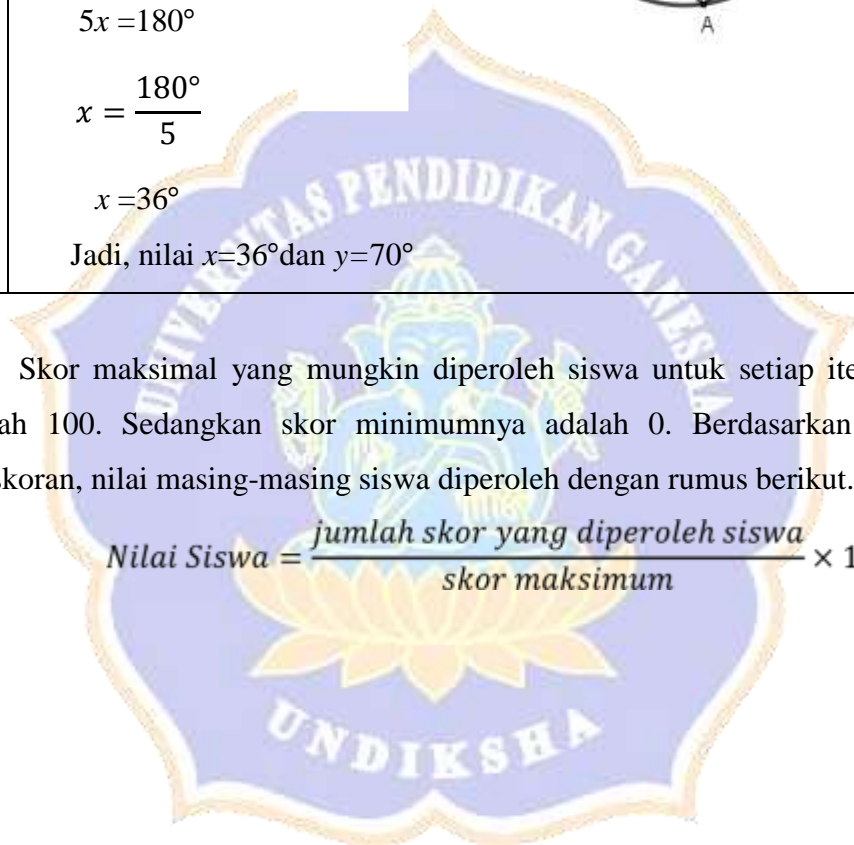 5x =180°
A
x = 180° / 5
x =36°
Jadi, nilai x=36°dan y=70°
Skor maksimal yang mungkin diperoleh siswa untuk setiap ite
ah 100. Sedangkan skor minimumnya adalah 0. Berdasarkan
skoran, nilai masing-masing siswa diperoleh dengan rumus berikut.
Nilai Siswa = jumlah skor yang diperoleh siswa / skor maksimum × 1
UNIVERSITAS PENDIDIKAN GANESHA
UNDIKSHA